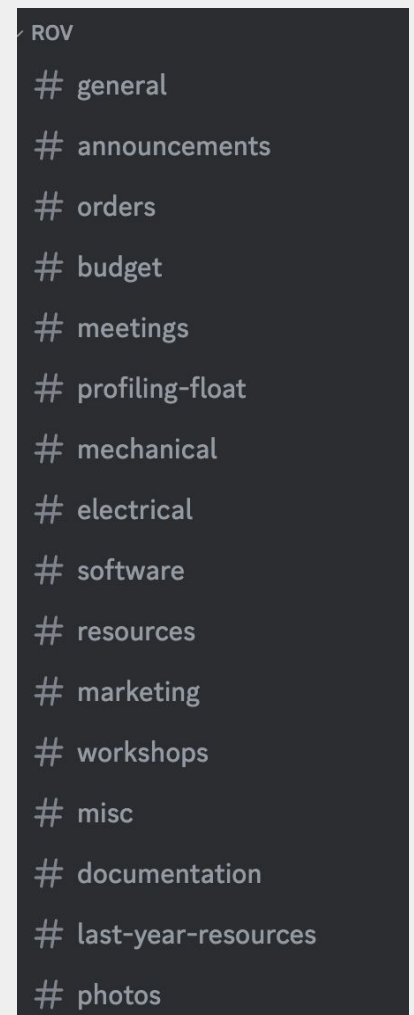 ROV
# general
# announcements
# orders
# budget
# meetings
# profiling-float
# mechanical
# electrical
# software
# resources
# marketing
# workshops
# misc
# documentation
# last-year-resources
# photos